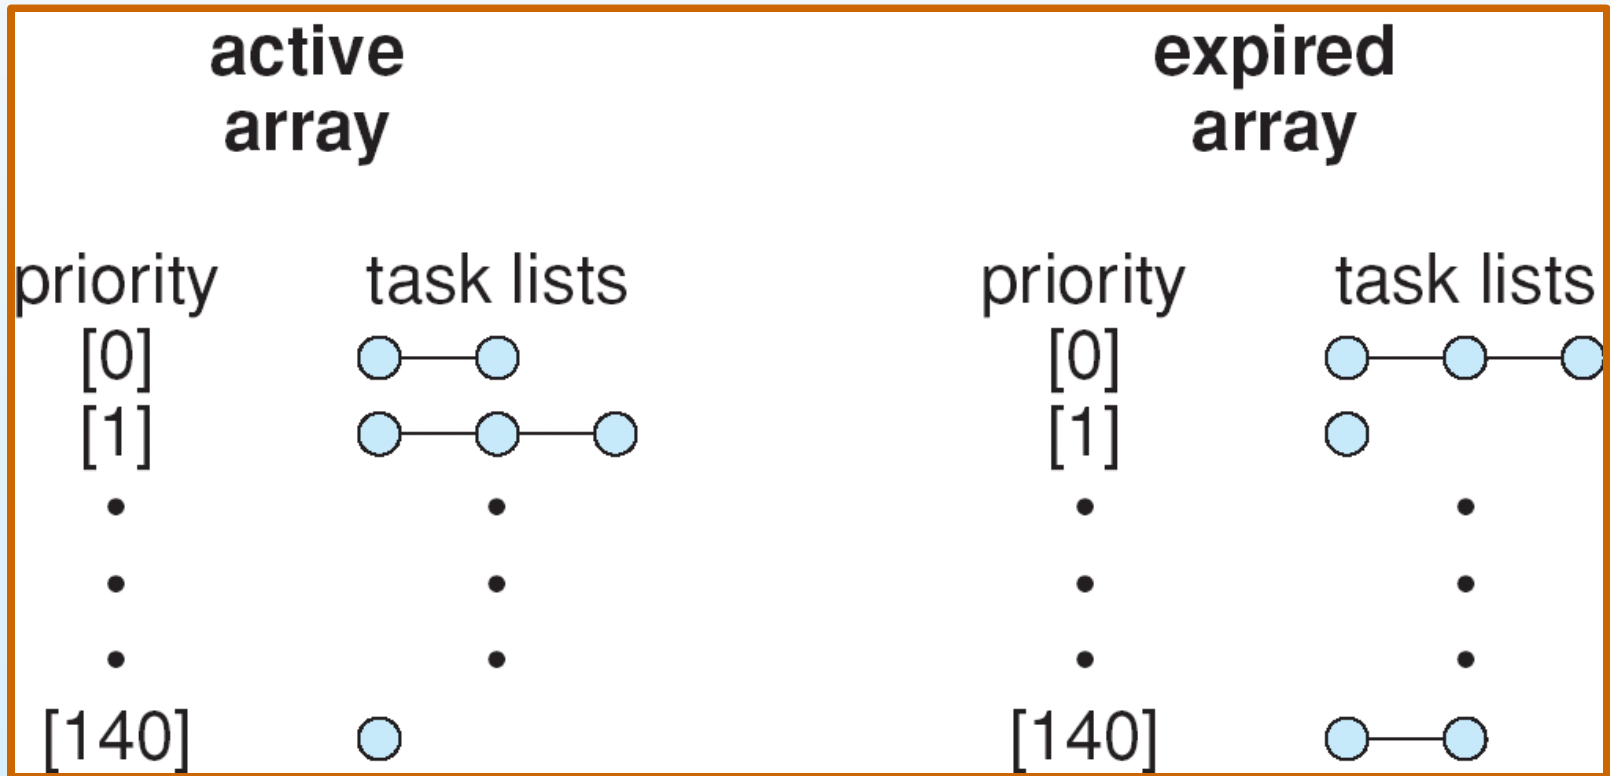 active
array
priority task lists
[0]
[1]
[140]
expired
array
priority task lists
[0]
[1]
[140]